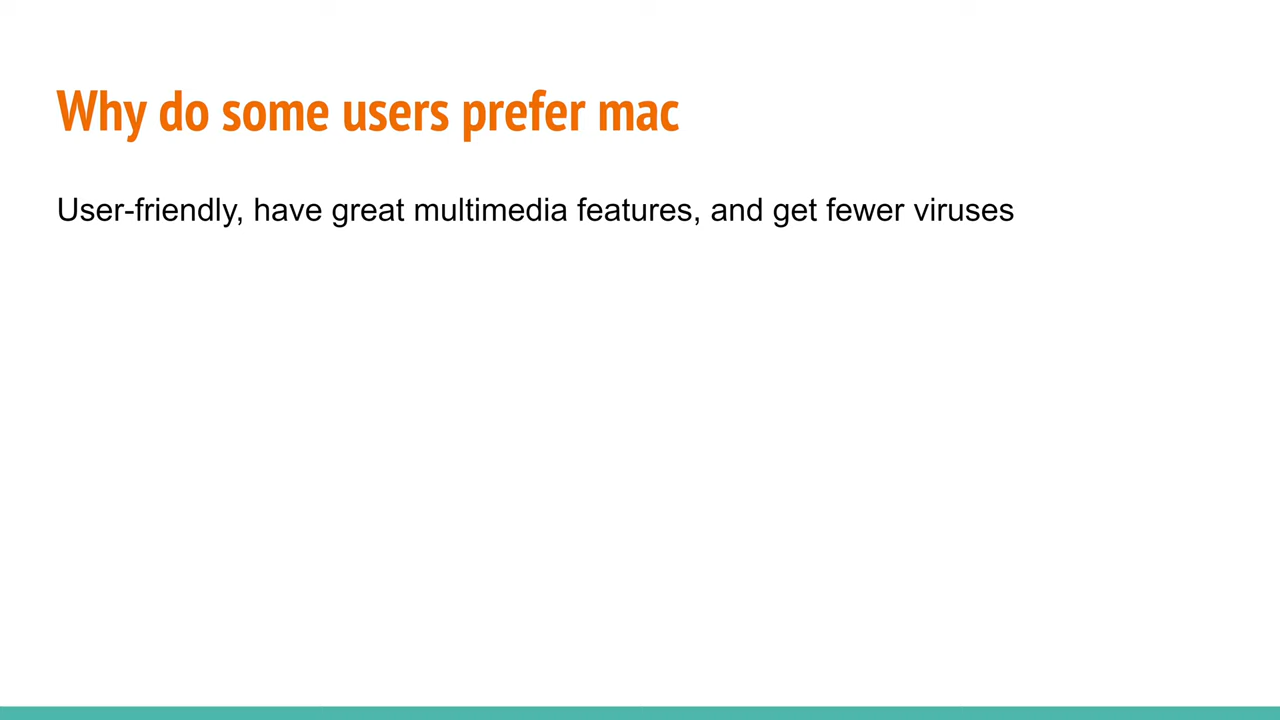 Why do some users prefer mac
User-friendly, have great multimedia features, and get fewer viruses